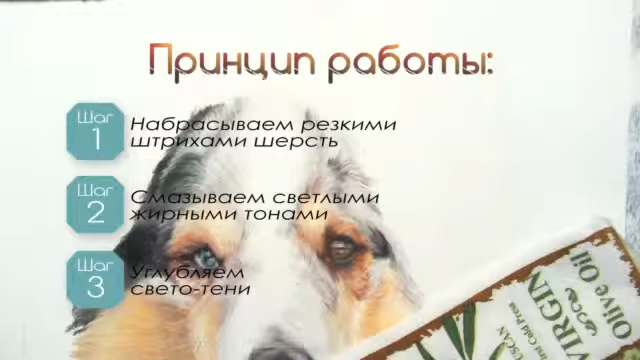 Принцип работы:
Шаг
1
Набрасываем резкими
штрихами шерсть
Шаг
2
Смазываем светлыми
жирными тонами
Шаг
3
Углубляем
свето-тени
VIRGIN
Olive Oil